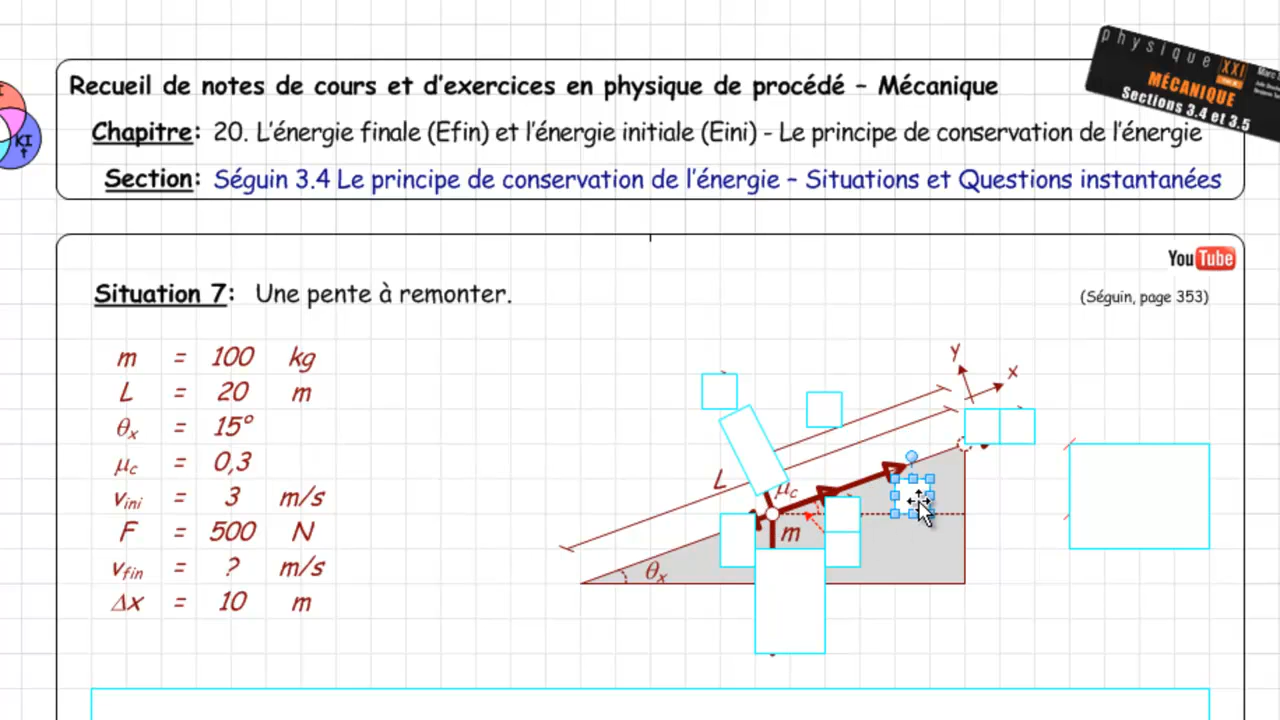 physique XXI
MÉCANIQUE
Sections 3.4 et 3.5
KI
Recueil de notes de cours et d'exercices en physique de procédé – Mécanique
Chapitre: 20. L'énergie finale (Efin) et l'énergie initiale (Eini) - Le principe de conservation de l'énergie
Section: Séguin 3.4 Le principe de conservation de l'énergie – Situations et Questions instantanées
YouTube
Situation 7: Une pente à remonter.
(Séguin, page 353)
m = 100 kg
L = 20 m
θx = 15°
μc = 0,3
vini = 3 m/s
F = 500 N
vfin = ? m/s
Δx = 10 m
y
x
L
μc
m
θx